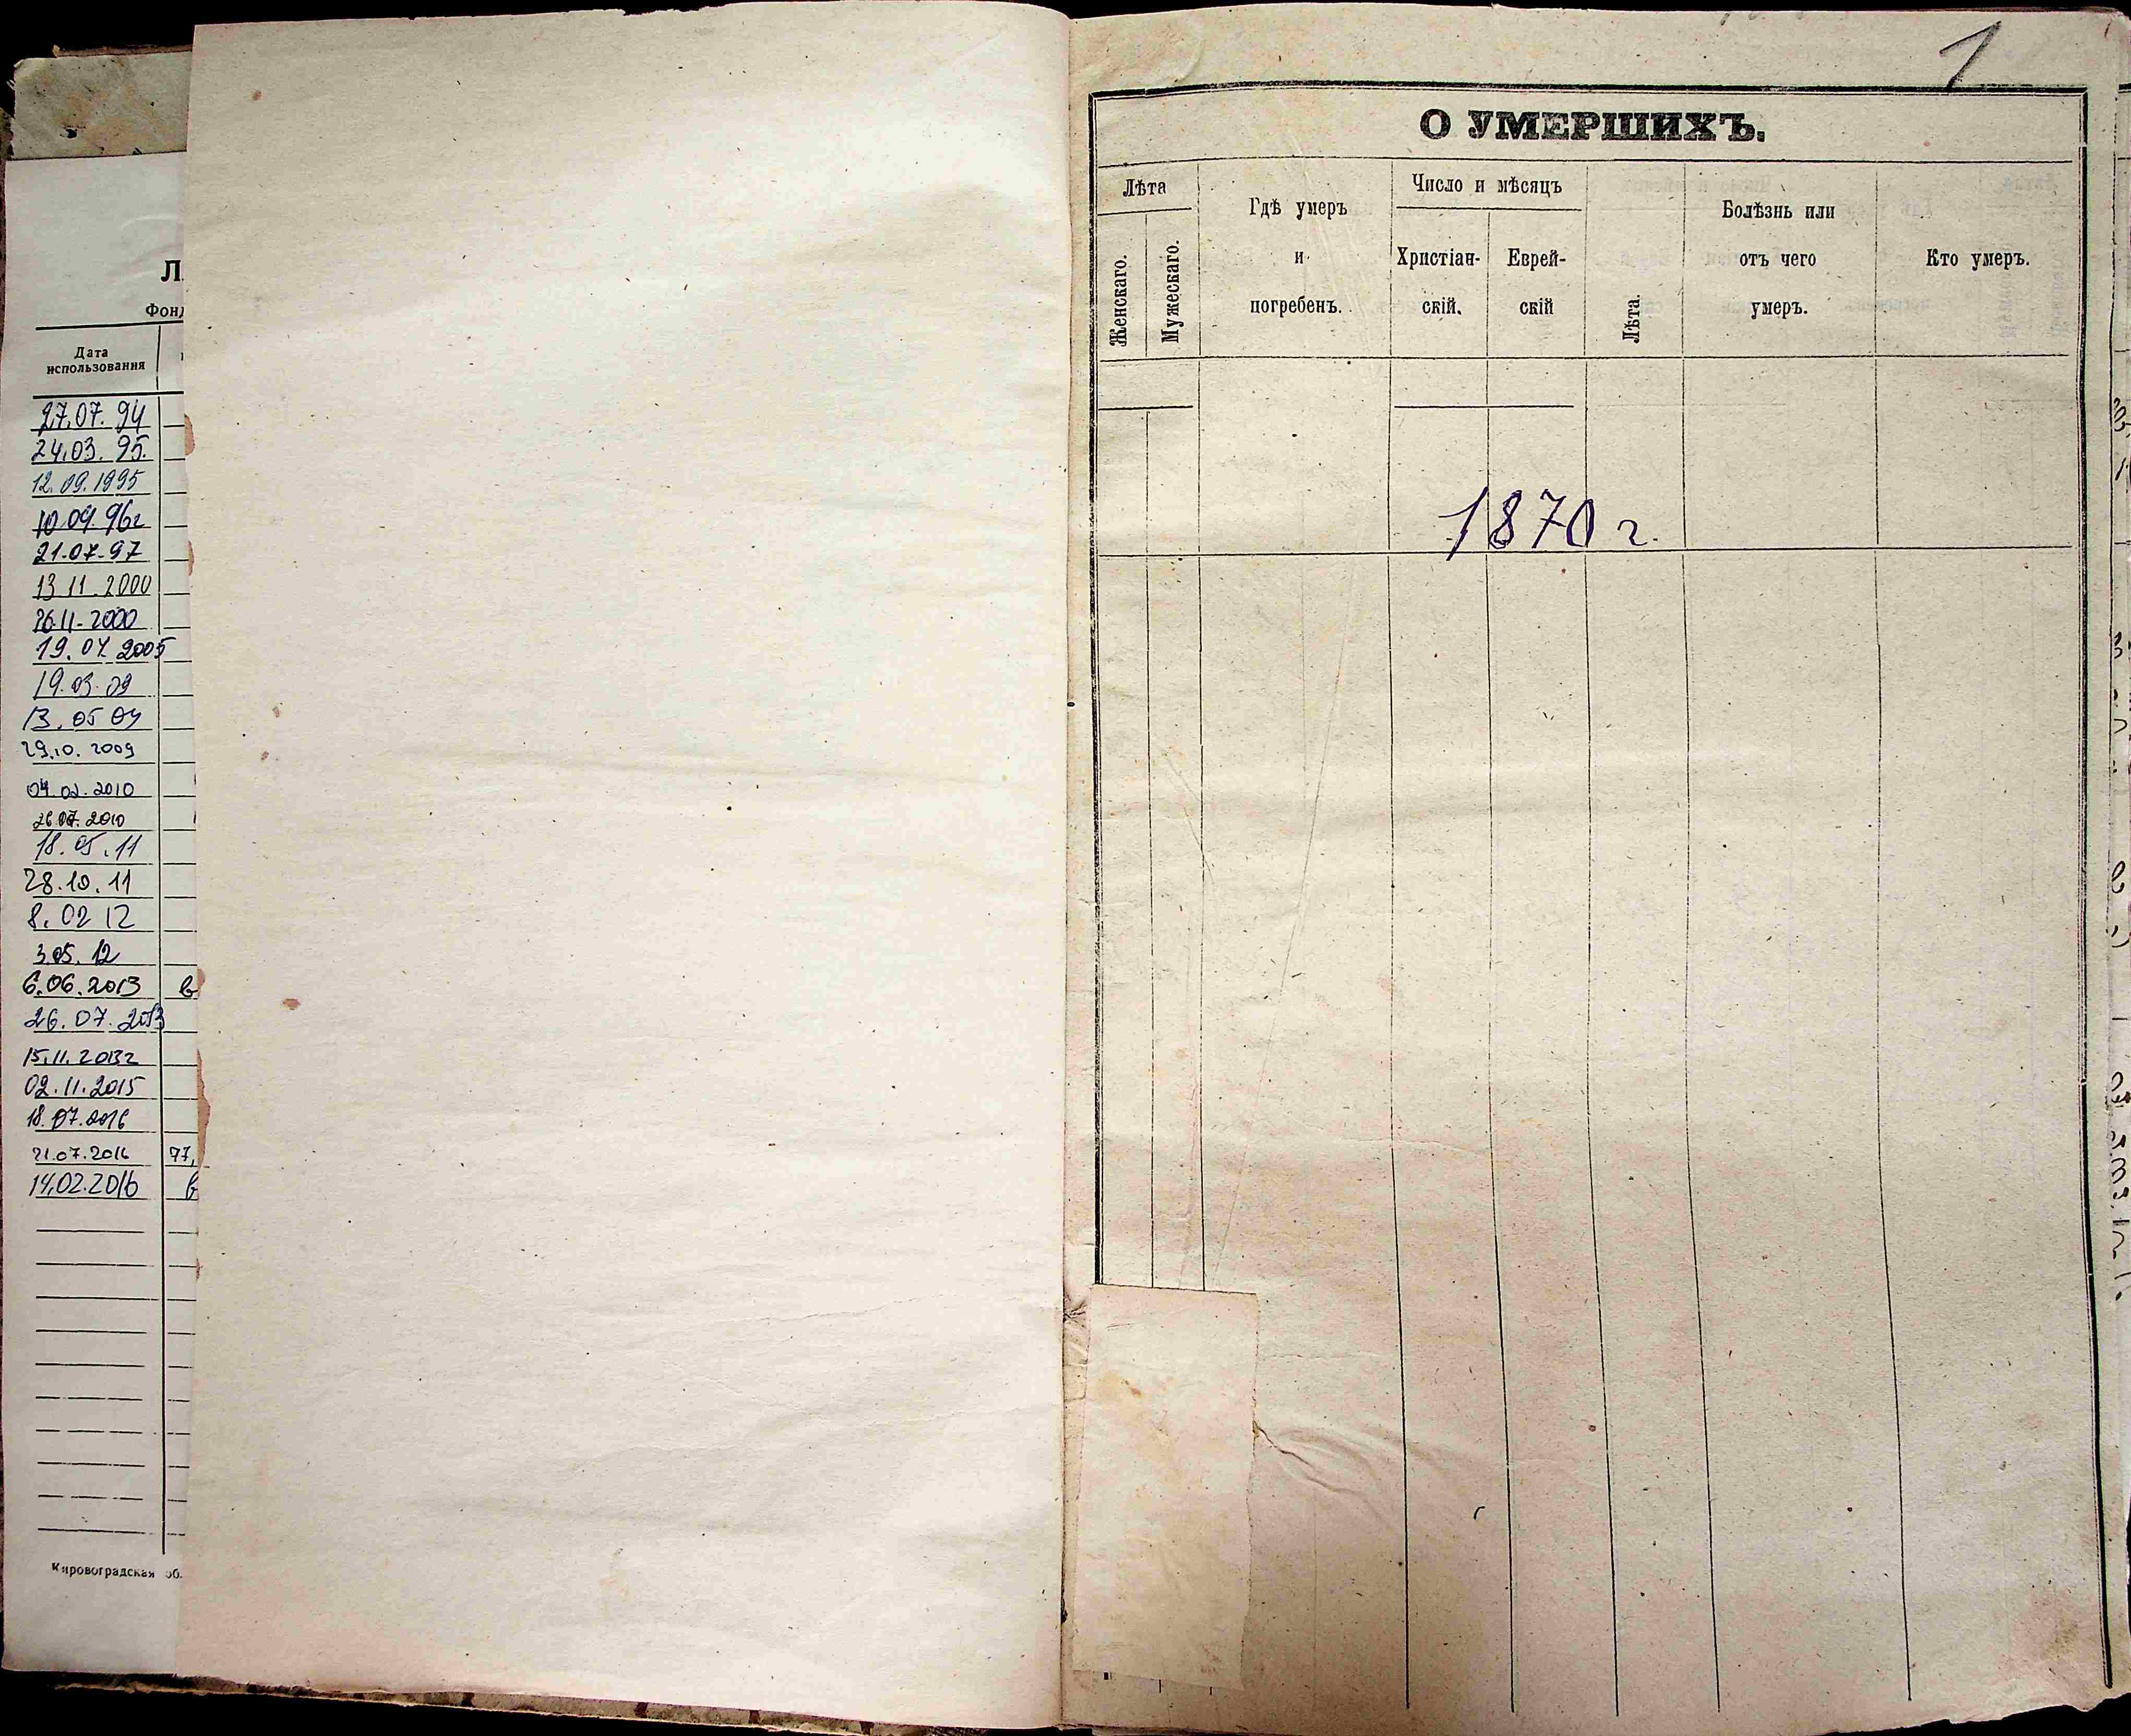 Фонд
Дата
использования
27.07.94
24.03.95.
12.09.1995
10.09.96г
21.07.97
13.11.2000
26.11-2000
19.04.2005
19.03.09
13.05.09
29.10.2009
04.02.2010
26.07.2010
18.05.11
28.10.11
8.02 12
3.05.12
6.06.2013 в
26.07.2013
15.11.2013г
02.11.2015
18.07.2016
21.07.2016 77,
14.02.2016 в
Кировоградская об.
1
О УМЕРШИХЪ.
Лѣта
Женскаго.
Мужескаго.
Гдѣ умеръ
и
погребенъ.
Число и мѣсяцъ
Христіан-
скій.
Еврей-
скій
Лѣта.
Болѣзнь или
отъ чего
умеръ.
Кто умеръ.
1870 г.